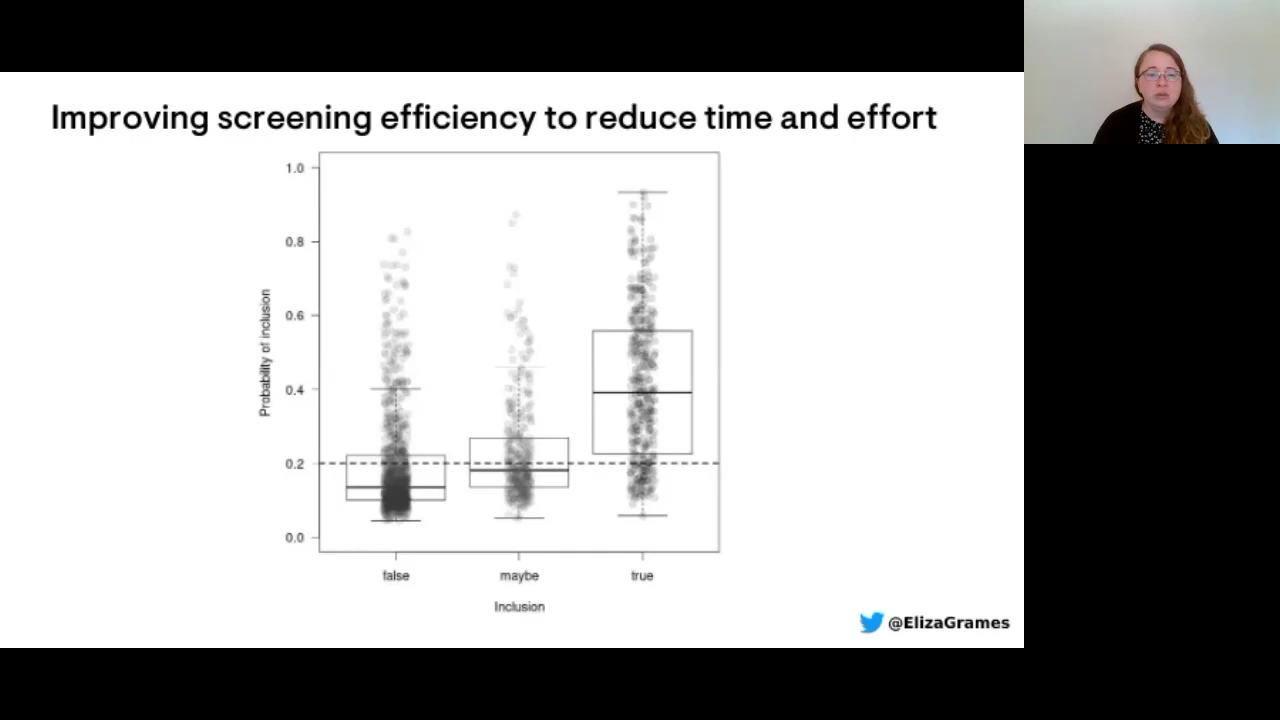 Improving screening efficiency to reduce time and effort
1.0
0.8
0.6
0.4
0.2
0.0
Probability of inclusion
false maybe true
Inclusion
@ElizaGrames